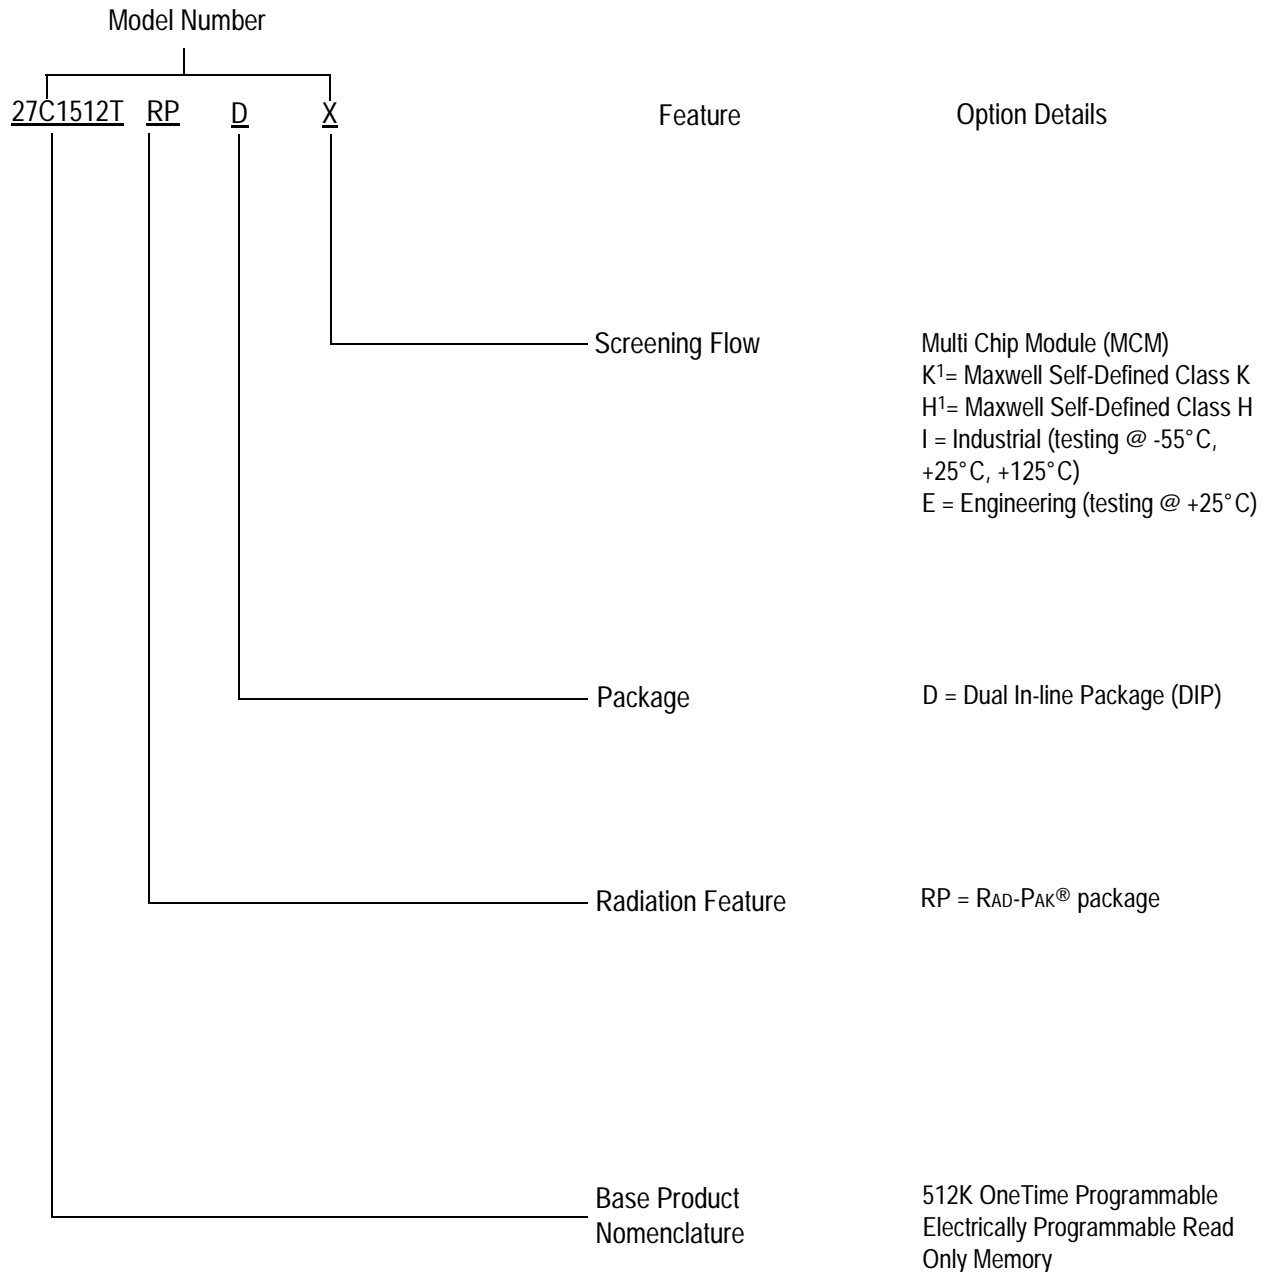 Model Number
27C1512T RP D X Feature Option Details
Screening Flow
Multi Chip Module (MCM)
K1= Maxwell Self-Defined Class K
H1= Maxwell Self-Defined Class H
I = Industrial (testing @ -55°C,
+25°C, +125°C)
E = Engineering (testing @ +25°C)
Package
D = Dual In-line Package (DIP)
Radiation Feature
RP = RAD-PAK® package
Base Product
Nomenclature
512K OneTime Programmable
Electrically Programmable Read
Only Memory